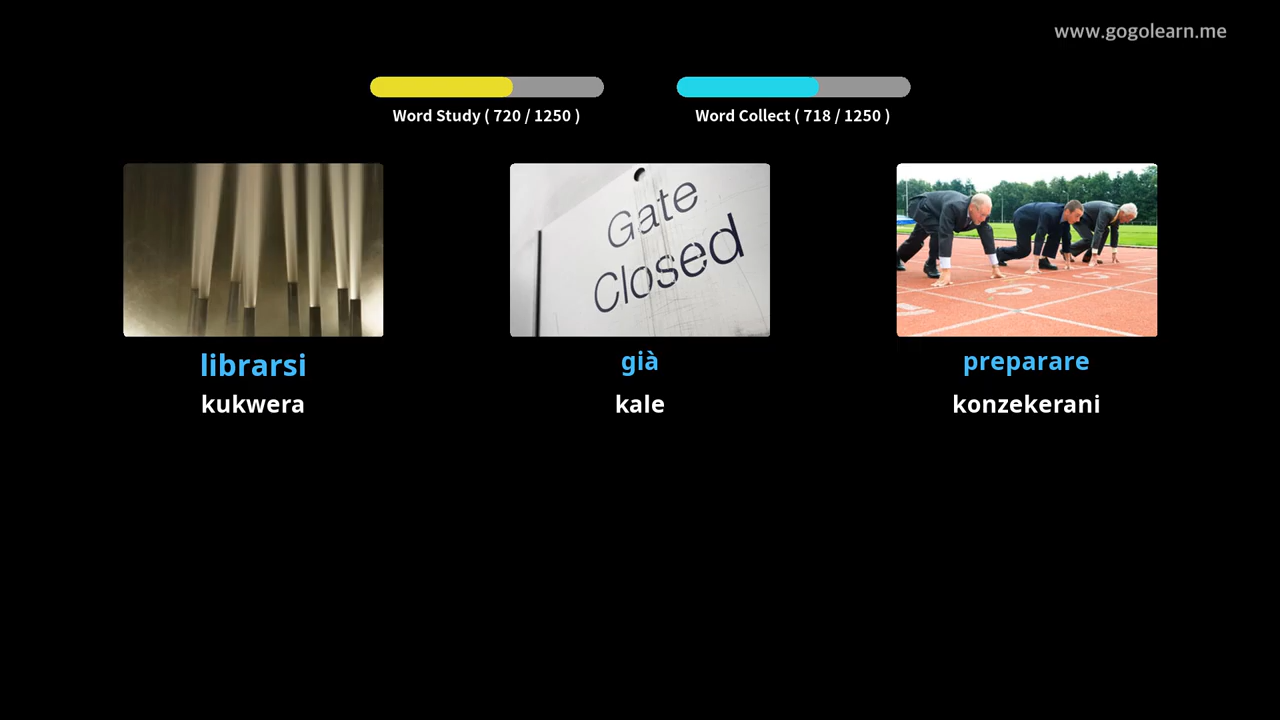 www.gogolearn.me
Word Study ( 720 / 1250 )
Word Collect ( 718 / 1250 )
Gate
Closed
librarsi
già
preparare
kukwera
kale
konzekerani